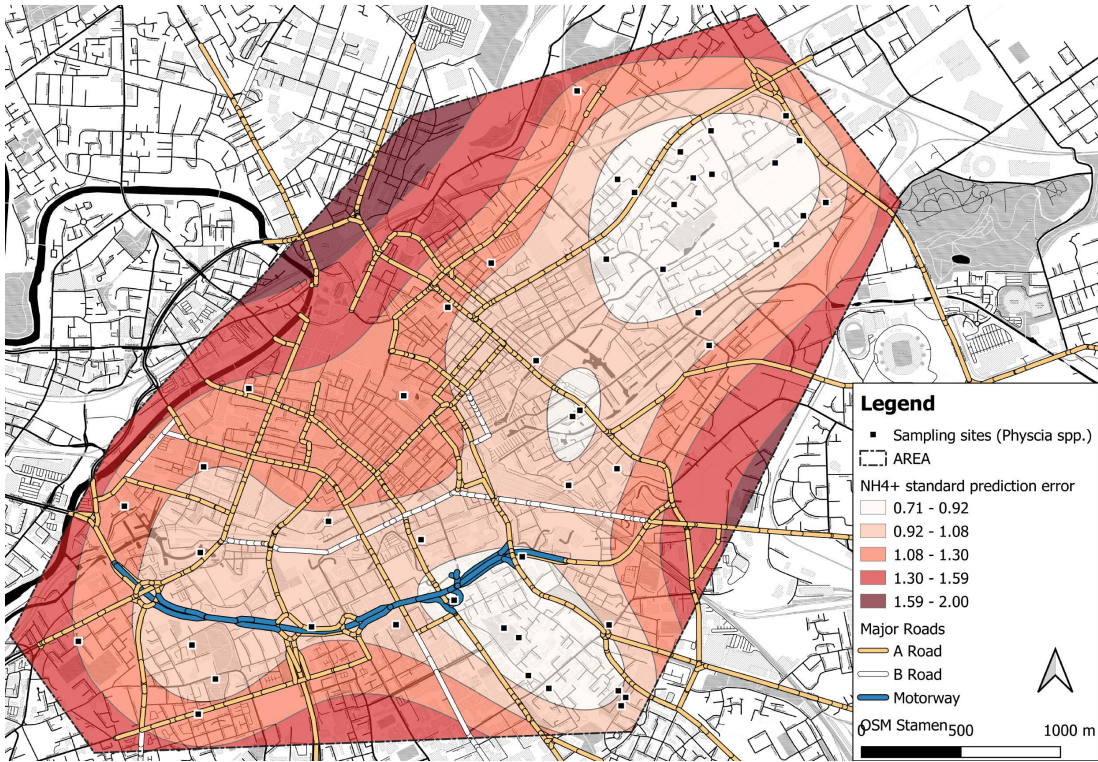 Legend
Sampling sites (Physcia spp.)
AREA
NH4+ standard prediction error
0.71 - 0.92
0.92 - 1.08
1.08 - 1.30
1.30 - 1.59
1.59 - 2.00
Major Roads
A Road
B Road
Motorway
OSM Stamen
0 500 1000 m